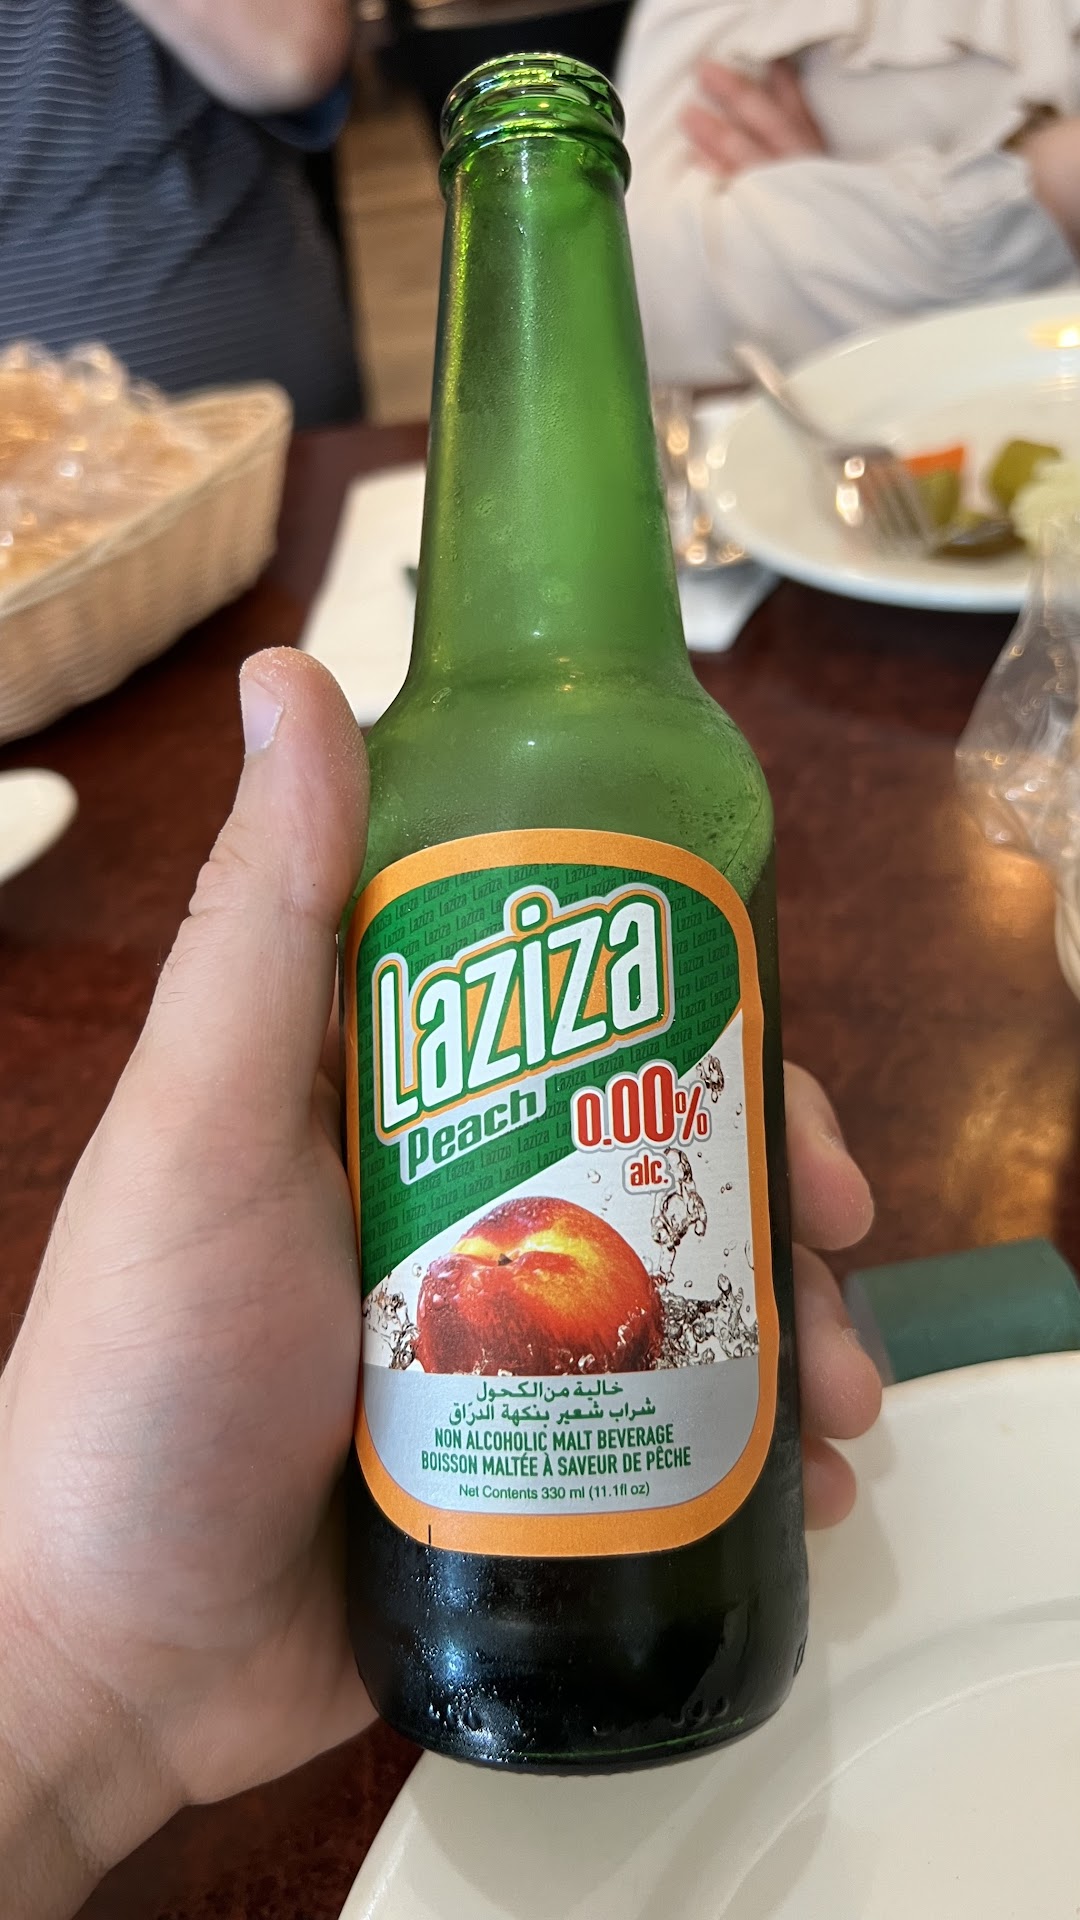 Laziza
Peach
0.00%
alc.
خالية من الكحول
شراب شعير بنكهة الدرّاق
NON ALCOHOLIC MALT BEVERAGE
BOISSON MALTÉE À SAVEUR DE PÊCHE
Net Contents 330 ml (11.1fl oz)